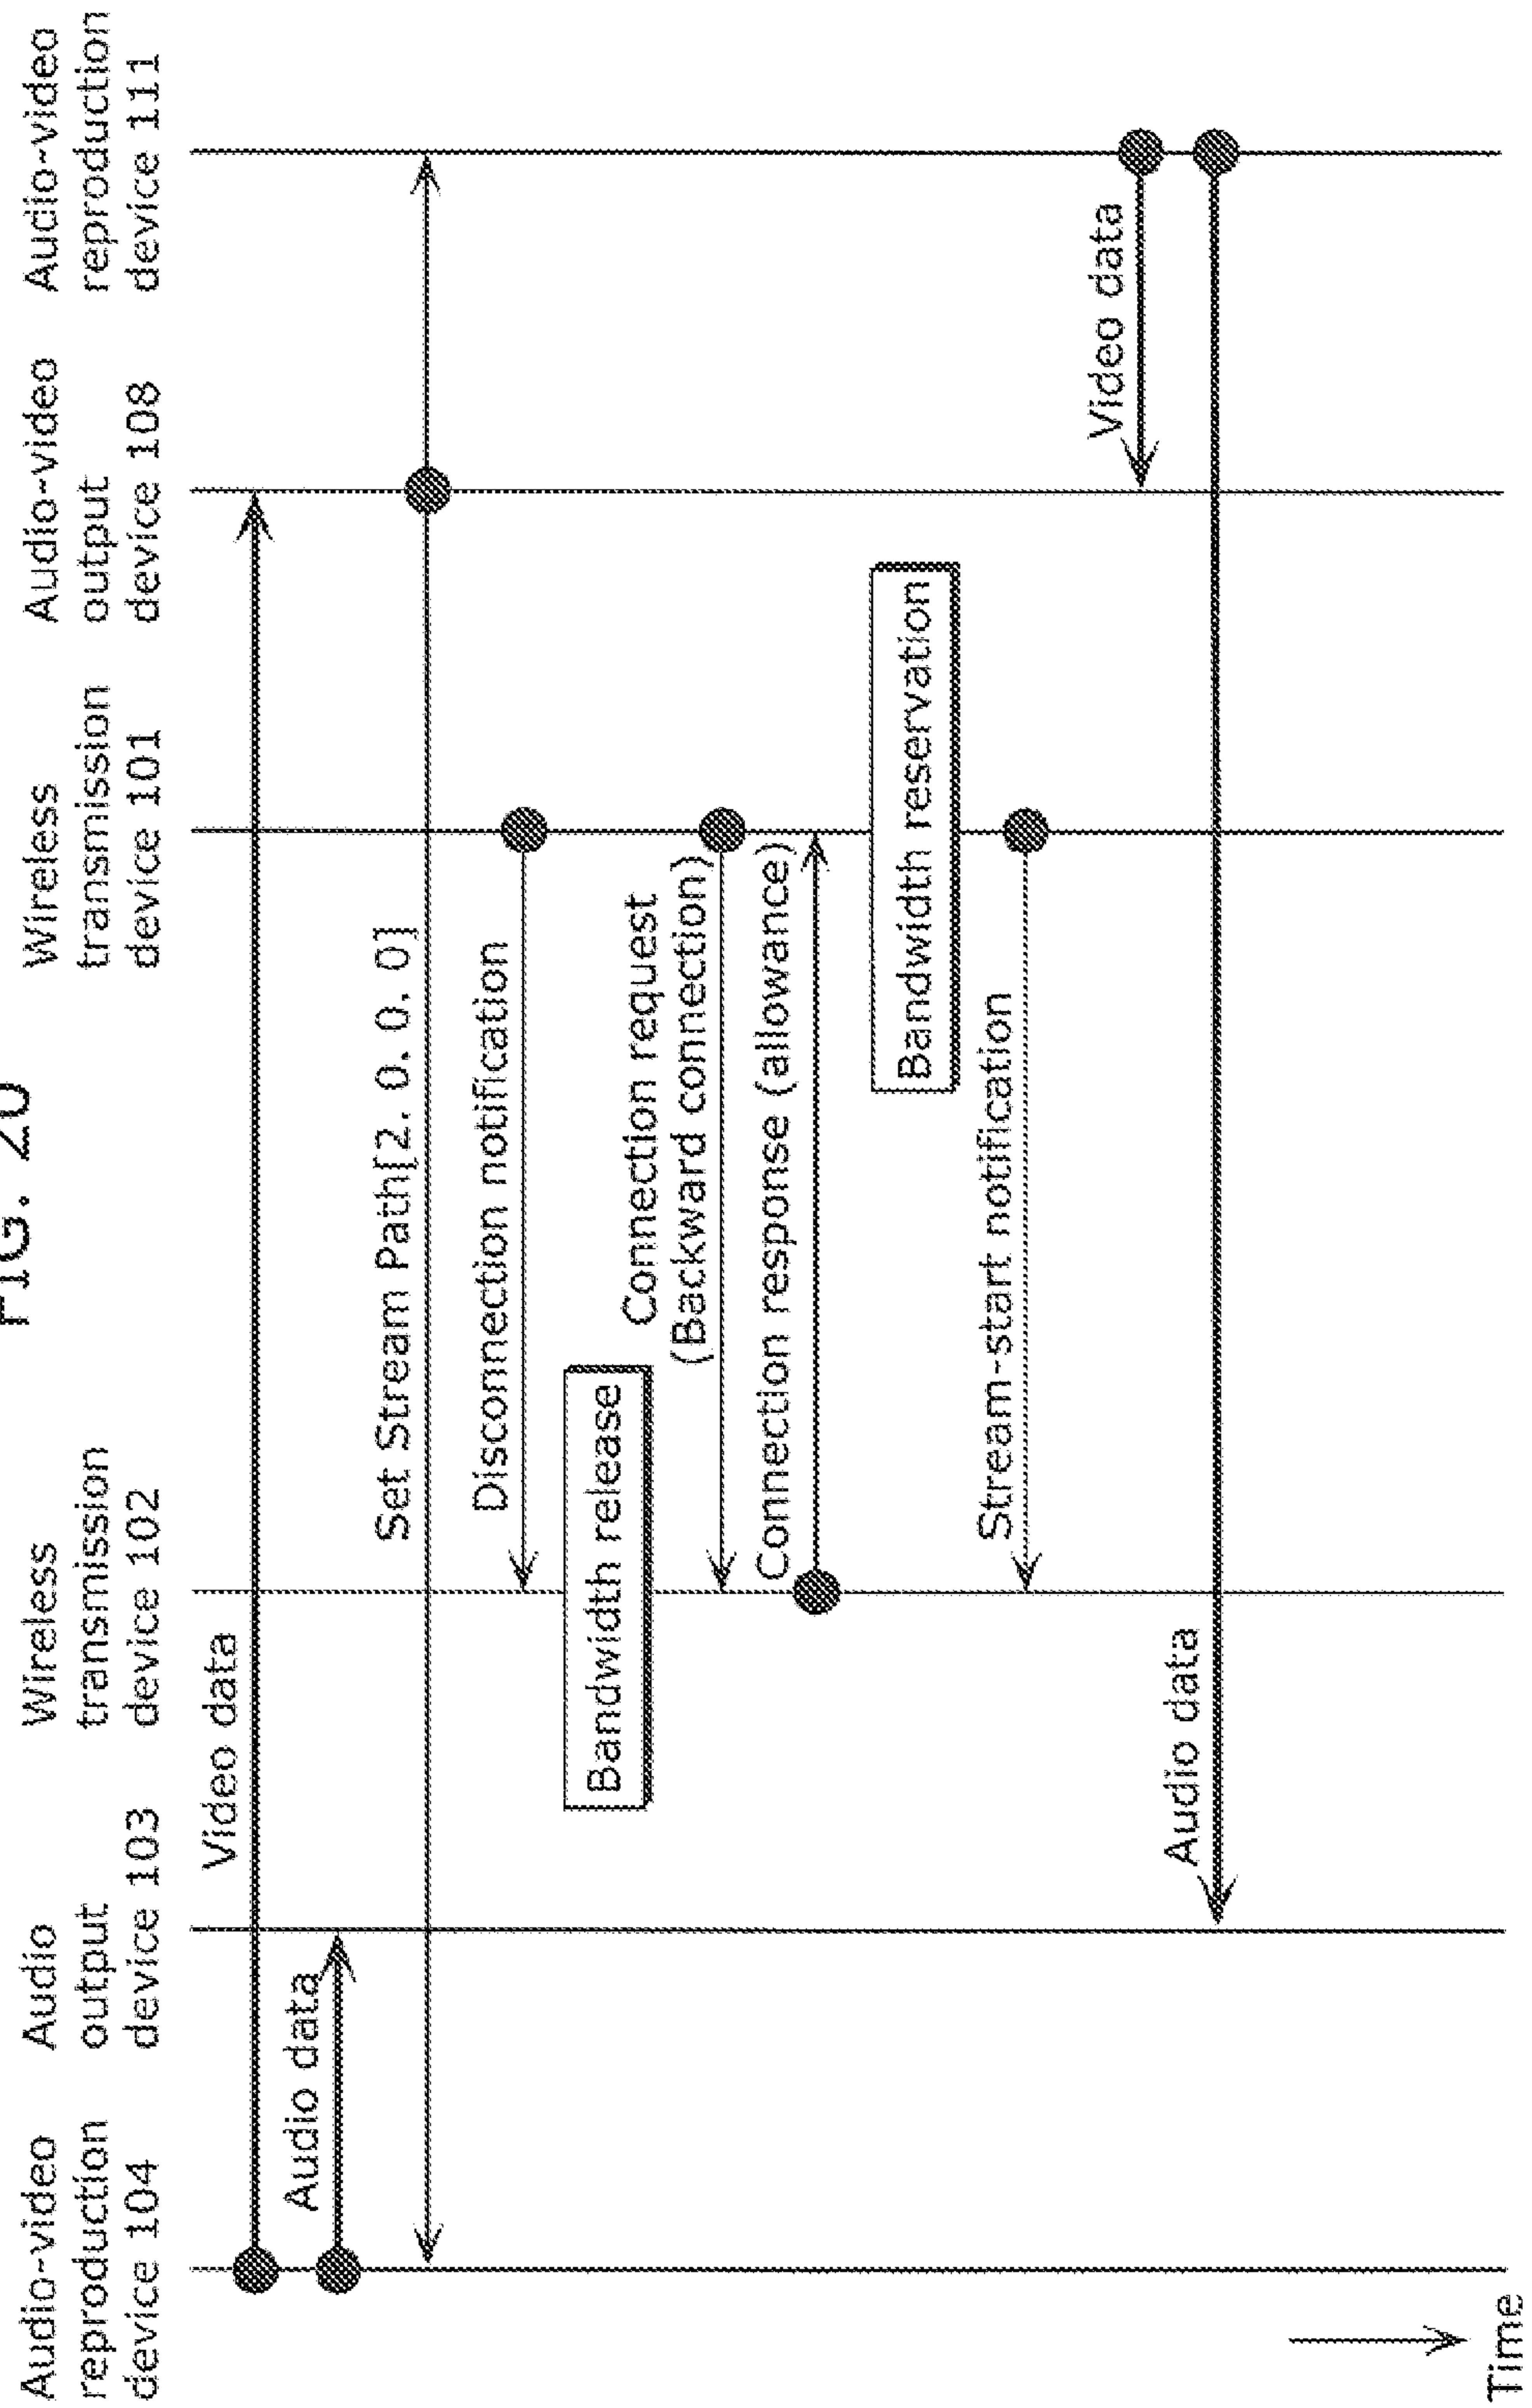 FIG. 20
Audio-video
reproduction
device 104
Audio
output
device 103
Wireless
transmission
device 102
Wireless
transmission
device 101
Audio-video
output
device 108
Audio-video
reproduction
device 111
Video data
Audio data
Set Stream Path[2. 0. 0. 0]
Disconnection notification
Bandwidth release
Connection request
(Backward connection)
Connection response (allowance)
Bandwidth reservation
Stream-start notification
Video data
Audio data
Time